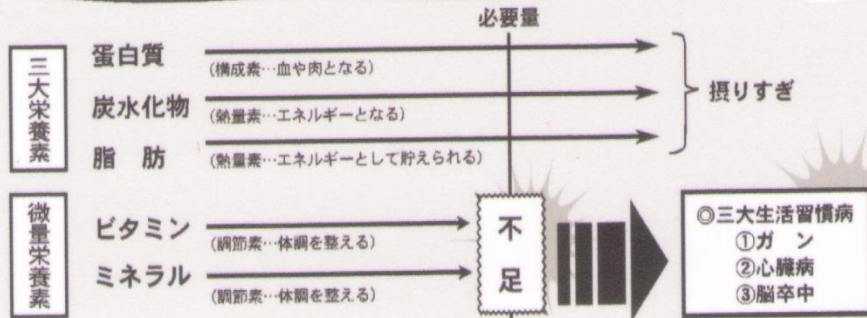 必要量
三大栄養素
蛋白質
(構成素…血や肉となる)
炭水化物
(熱量素…エネルギーとなる)
脂 肪
(熱量素…エネルギーとして貯えられる)
摂りすぎ
微量栄養素
ビタミン
(調節素…体調を整える)
ミネラル
(調節素…体調を整える)
不足
◎三大生活習慣病
①ガ ン
②心臓病
③脳卒中